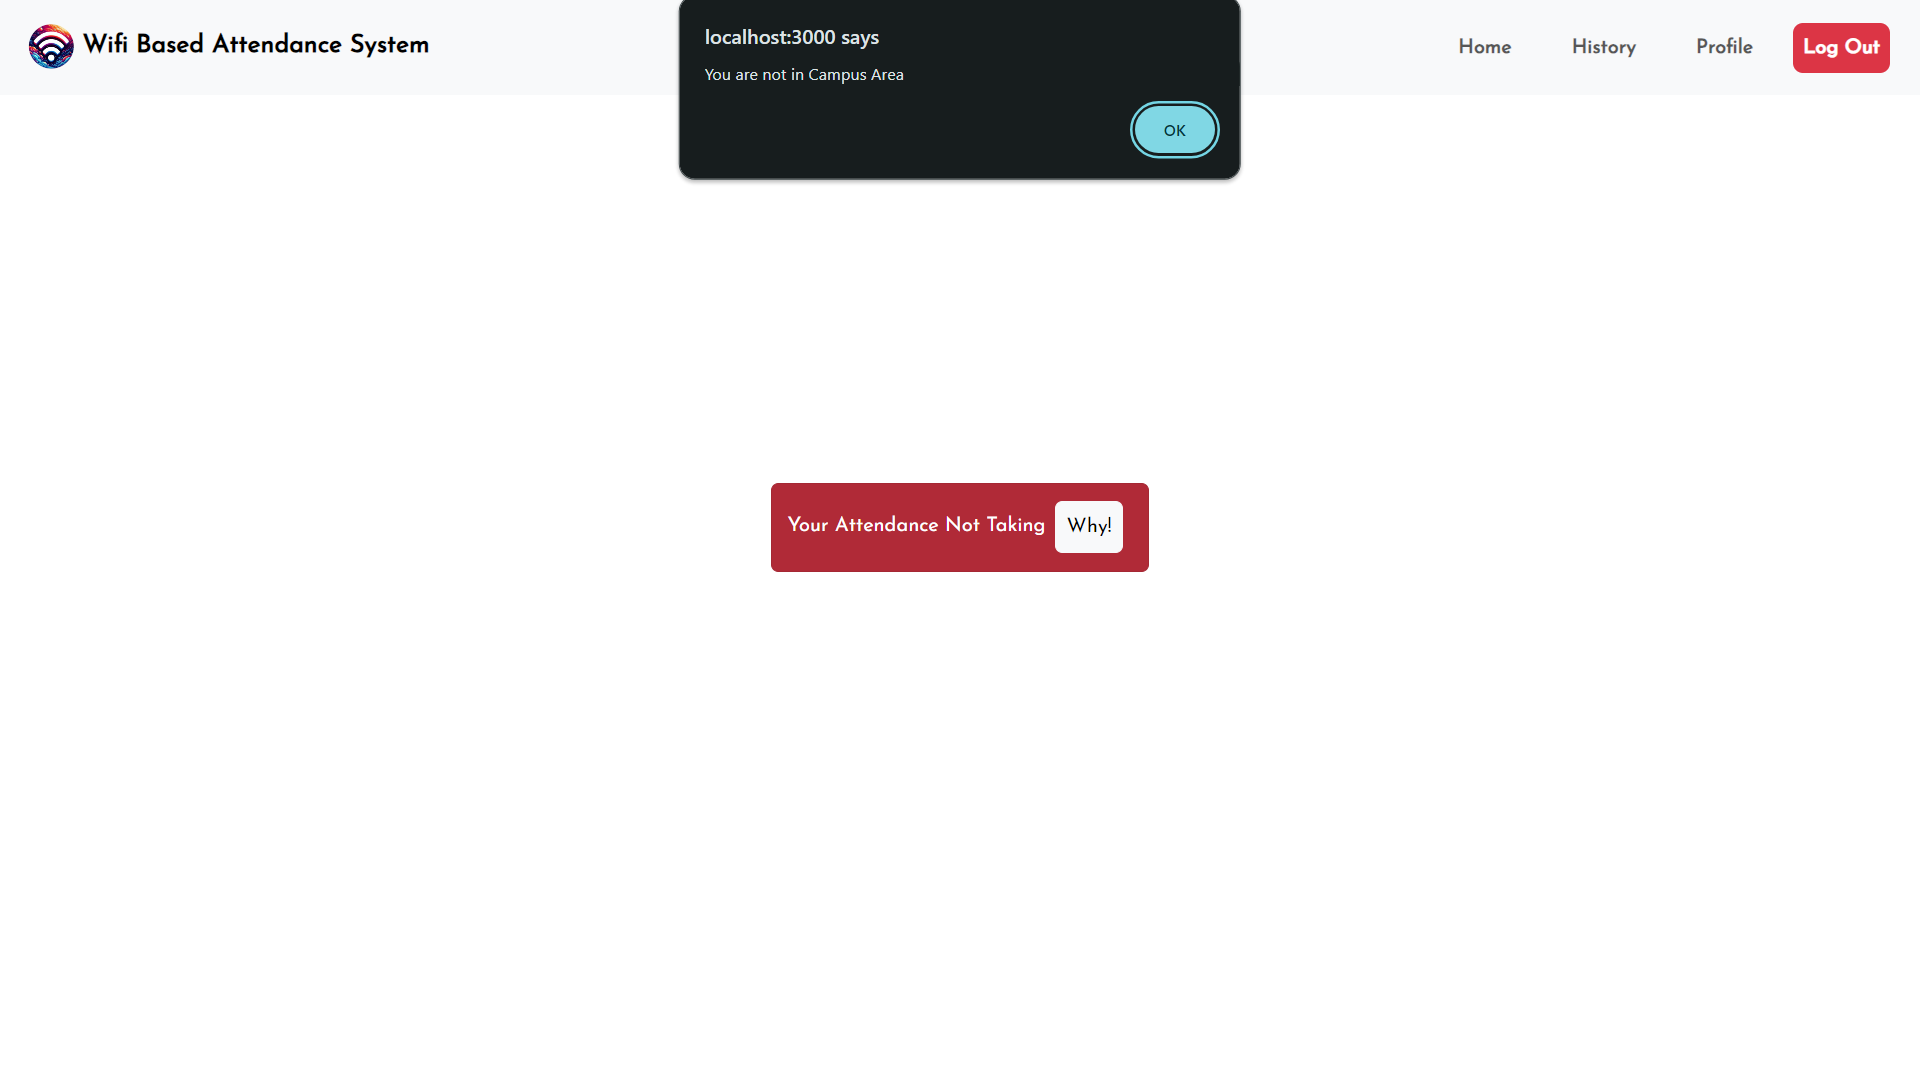 Wifi Based Attendance System
localhost:3000 says
You are not in Campus Area
OK
Home
History
Profile
Log Out
Your Attendance Not Taking
Why!